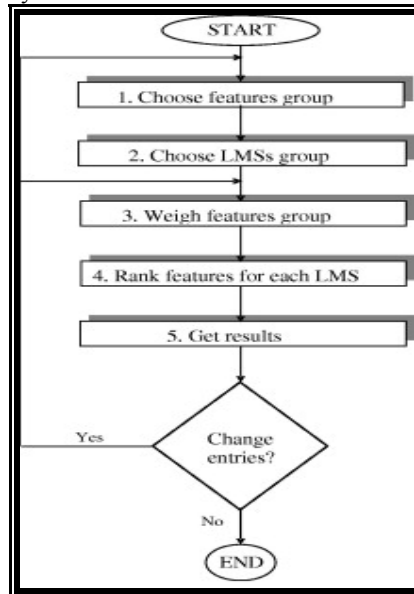 START
1. Choose features group
2. Choose LMSs group
3. Weigh features group
4. Rank features for each LMS
5. Get results
Change
entries?
Yes
No
END